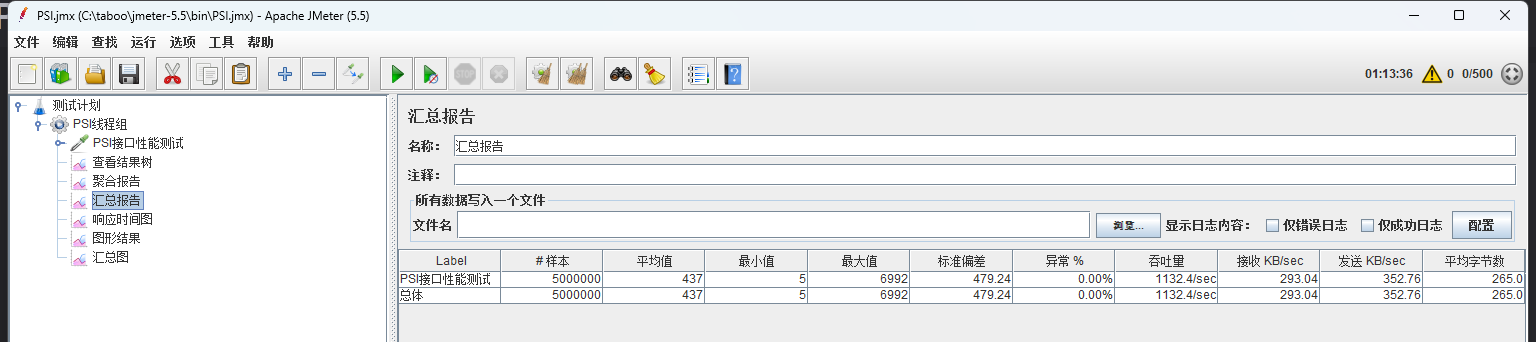 PSI.jmx (C:\taboo\jmeter-5.5\bin\PSI.jmx) - Apache JMeter (5.5)
文件 编辑 查找 运行 选项 工具 帮助
STOP
01:13:36 0 0/500
测试计划
PSI线程组
PSI接口性能测试
查看结果树
聚合报告
汇总报告
响应时间图
图形结果
汇总图
汇总报告
名称： 汇总报告
注释：
所有数据写入一个文件
文件名 浏览... 显示日志内容： 仅错误日志 仅成功日志 配置
Label # 样本 平均值 最小值 最大值 标准偏差 异常 % 吞吐量 接收 KB/sec 发送 KB/sec 平均字节数
PSI接口性能测试 5000000 437 5 6992 479.24 0.00% 1132.4/sec 293.04 352.76 265.0
总体 5000000 437 5 6992 479.24 0.00% 1132.4/sec 293.04 352.76 265.0